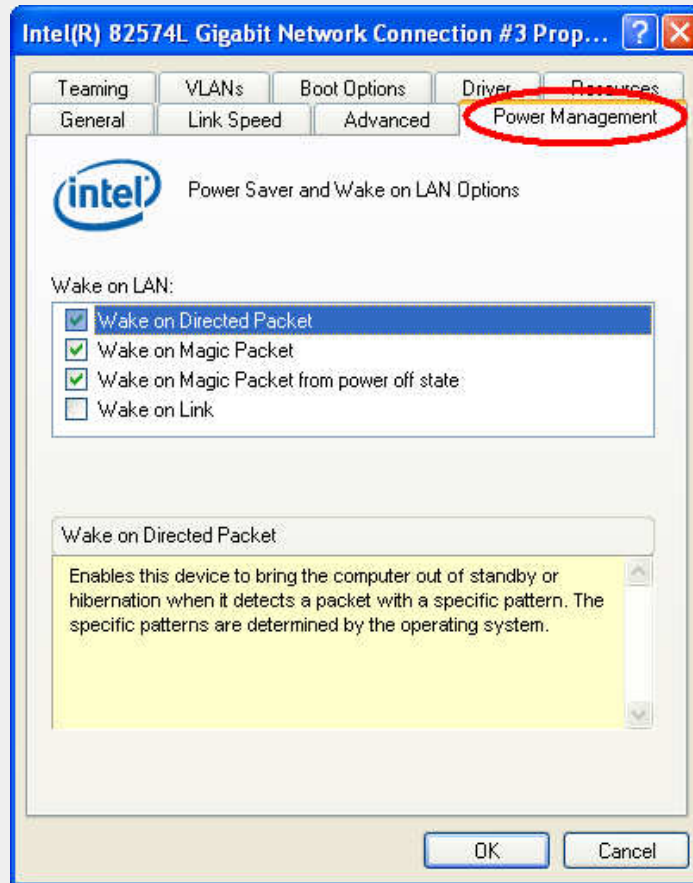 Intel(R) 82574L Gigabit Network Connection #3 Prop...
Teaming VLANs Boot Options Driver Resources
General Link Speed Advanced Power Management
intel Power Saver and Wake on LAN Options
Wake on LAN:
Wake on Directed Packet
Wake on Magic Packet
Wake on Magic Packet from power off state
Wake on Link
Wake on Directed Packet
Enables this device to bring the computer out of standby or
hibernation when it detects a packet with a specific pattern. The
specific patterns are determined by the operating system.
OK Cancel